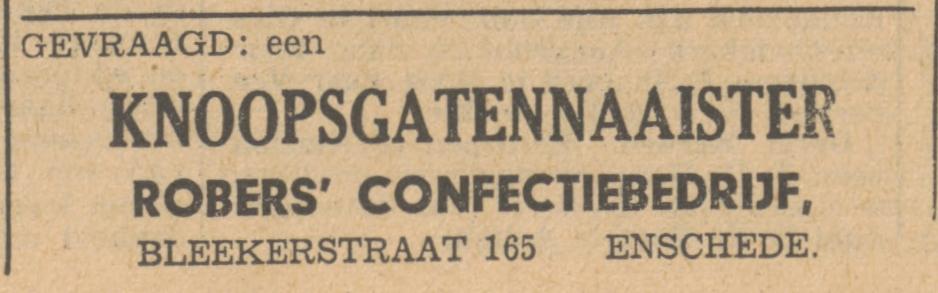 GEVRAAGD: een
KNOOPSGATENNAAISTER
ROBERS' CONFECTIEBEDRIJF,
BLEEKERSTRAAT 165 ENSCHEDE.